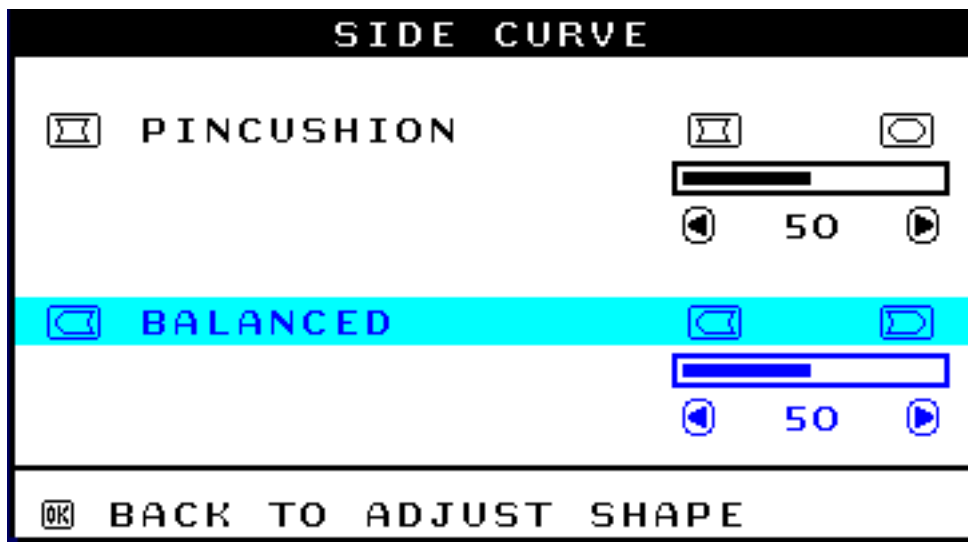 SIDE CURVE
PINCUSHION
50
BALANCED
50
OK BACK TO ADJUST SHAPE